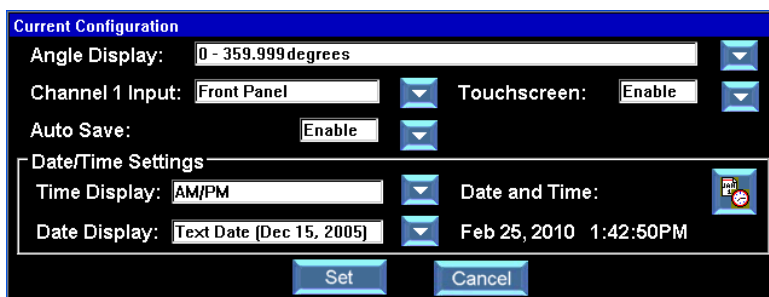 Current Configuration
Angle Display: 0 - 359.999degrees
Channel 1 Input: Front Panel Touchscreen: Enable
Auto Save: Enable
Date/Time Settings
Time Display: AM/PM Date and Time:
Date Display: Text Date (Dec 15, 2005) Feb 25, 2010 1:42:50PM
Set Cancel